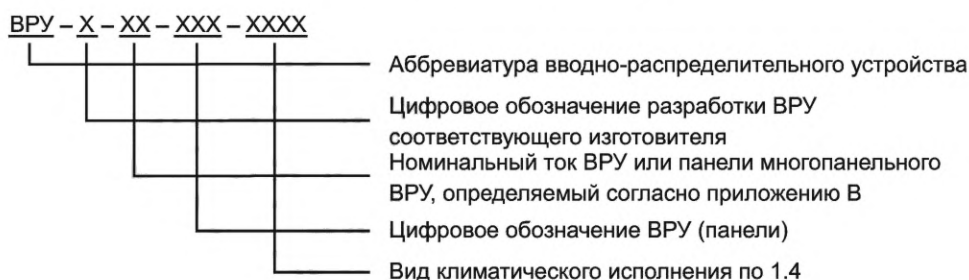 ВРУ – Х – ХХ – ХХХ – ХХХХ
Аббревиатура вводно-распределительного устройства
Цифровое обозначение разработки ВРУ
соответствующего изготовителя
Номинальный ток ВРУ или панели многопанельного
ВРУ, определяемый согласно приложению В
Цифровое обозначение ВРУ (панели)
Вид климатического исполнения по 1.4